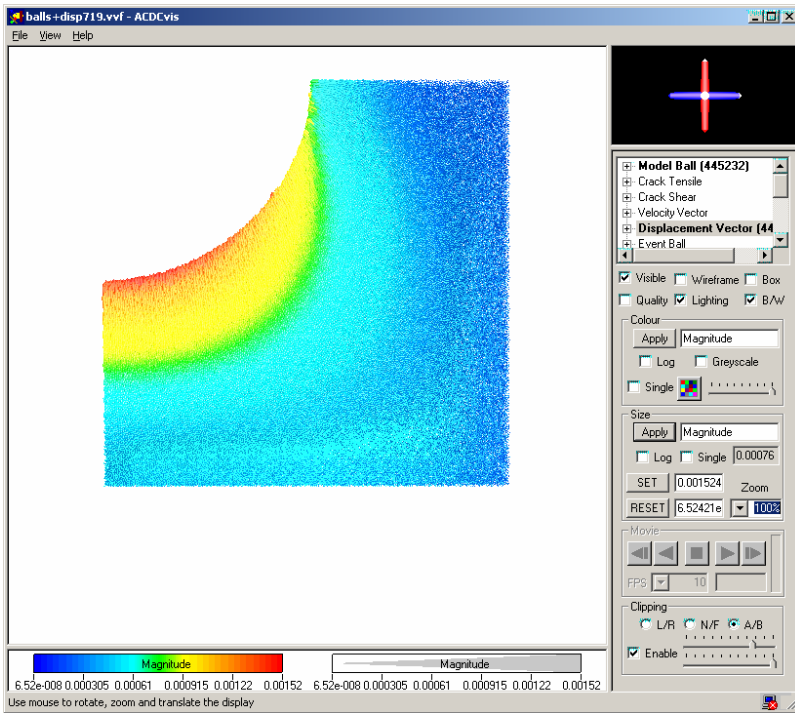 balls+disp719.vvf - ACDCvis
File View Help
Model Ball (445232)
Crack Tensile
Crack Shear
Velocity Vector
Displacement Vector (44
Event Ball
Visible Wireframe Box
Quality Lighting B/W
Colour
Apply Magnitude
Log Greyscale
Single
Size
Apply Magnitude
Log Single 0.00076
SET 0.001524 Zoom
RESET 6.52421e 100%
Movie
FPS 10
Clipping
L/R N/F A/B
Enable
Magnitude
6.52e-008 0.000305 0.00061 0.000915 0.00122 0.00152
Magnitude
6.52e-008 0.000305 0.00061 0.000915 0.00122 0.00152
Use mouse to rotate, zoom and translate the display